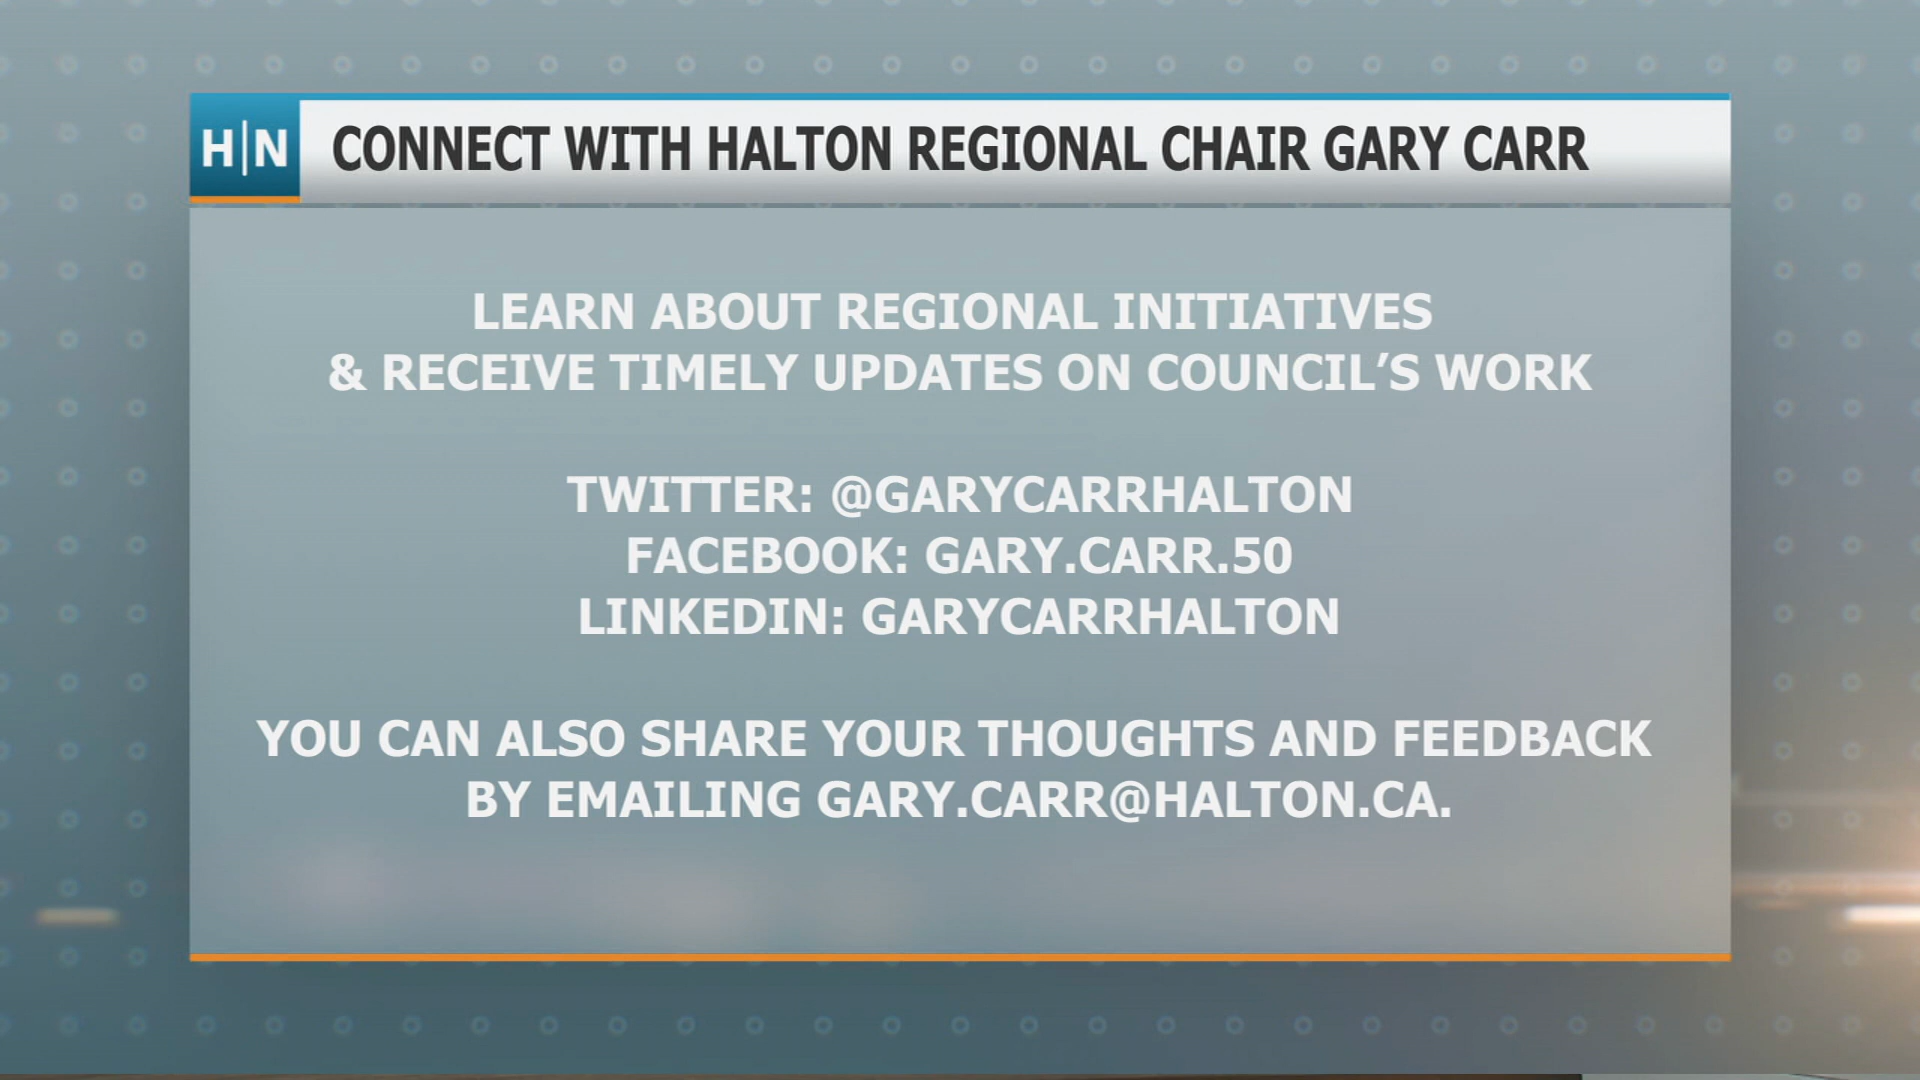 H|N CONNECT WITH HALTON REGIONAL CHAIR GARY CARR
LEARN ABOUT REGIONAL INITIATIVES
& RECEIVE TIMELY UPDATES ON COUNCIL’S WORK
TWITTER: @GARYCARRHALTON
FACEBOOK: GARY.CARR.50
LINKEDIN: GARYCARRHALTON
YOU CAN ALSO SHARE YOUR THOUGHTS AND FEEDBACK
BY EMAILING GARY.CARR@HALTON.CA.